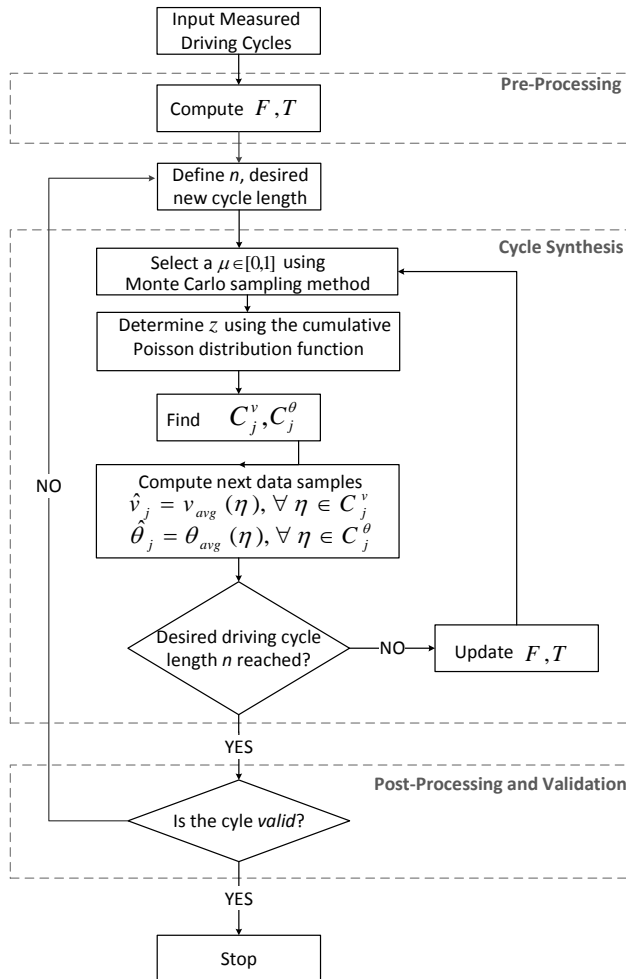 Input Measured
Driving Cycles
Pre-Processing
Compute F,T
Define n, desired
new cycle length
Cycle Synthesis
Select a μ∈[0,1] using
Monte Carlo sampling method
Determine z using the cumulative
Poisson distribution function
Find C_j^v, C_j^θ
Compute next data samples
v̂_j = v_avg (η), ∀ η ∈ C_j^v
θ̂_j = θ_avg (η), ∀ η ∈ C_j^θ
NO
Desired driving cycle
length n reached?
NO
Update F,T
YES
Post-Processing and Validation
Is the cyle valid?
YES
Stop